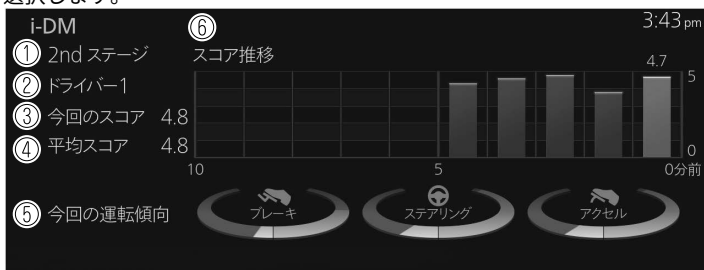 選択します。
i-DM
⑥
3:43 pm
① 2nd ステージ
スコア推移
4.7
② ドライバー1
5
③ 今回のスコア 4.8
④ 平均スコア 4.8
0
10
5
0分前
⑤ 今回の運転傾向
ブレーキ
ステアリング
アクセル